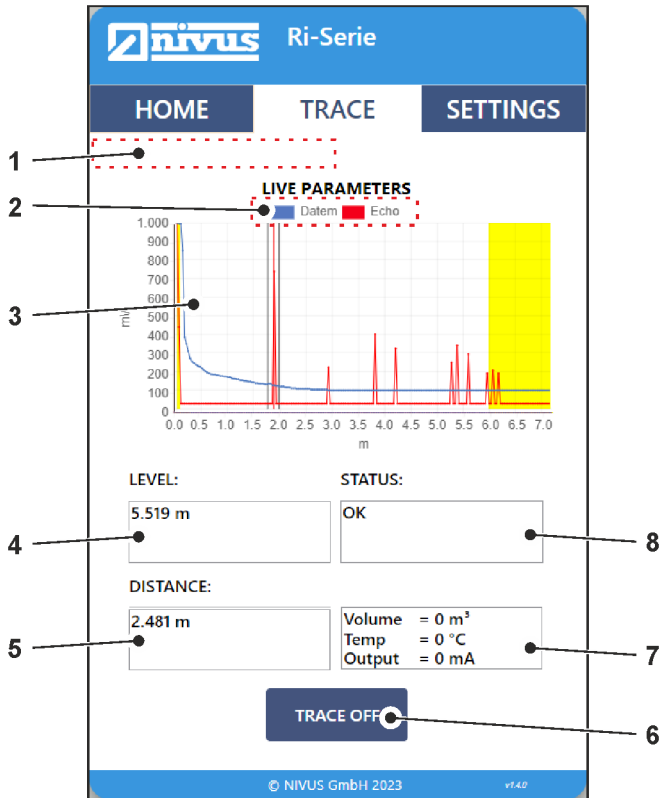 nivus Ri-Serie
HOME TRACE SETTINGS
1
LIVE PARAMETERS
2
Datem Echo
1.000
900
800
700
600
500
400
300
200
100
0
mV
3
0.0 0.5 1.0 1.5 2.0 2.5 3.0 3.5 4.0 4.5 5.0 5.5 6.0 6.5 7.0
m
LEVEL: STATUS:
5.519 m OK
4 8
DISTANCE:
2.481 m
Volume = 0 m³
Temp = 0 °C
Output = 0 mA
5 7
TRACE OFF
6
© NIVUS GmbH 2023 v1.4.0